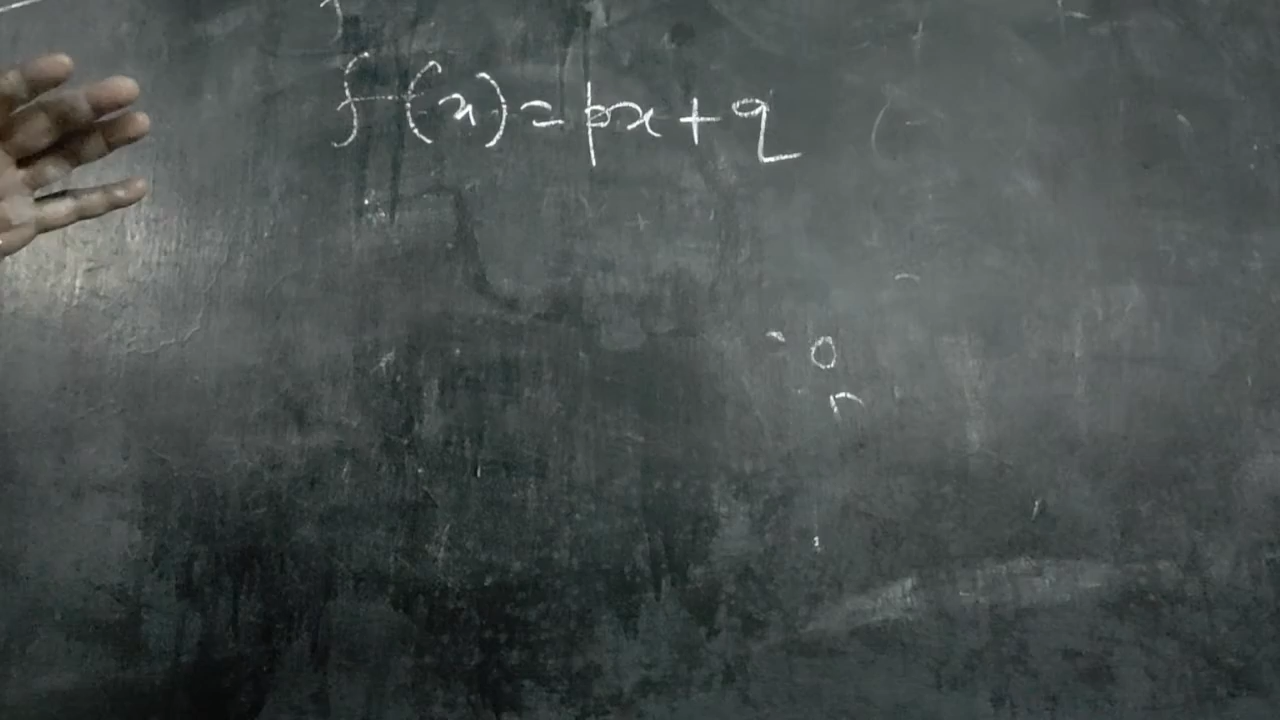 f(x) = px + q